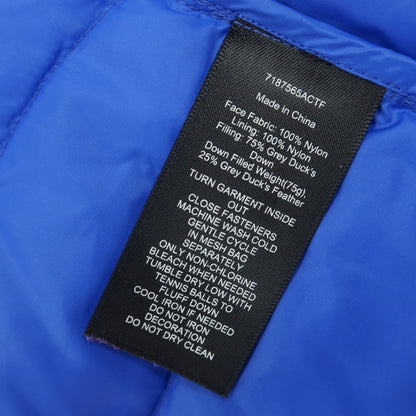 7187565ACTF
Made in China
Face Fabric: 100% Nylon
Lining: 100% Nylon
Filling: 75% Grey Duck's
Down
Down Filled Weight(75g),
25% Grey Duck's Feather
TURN GARMENT INSIDE
OUT
CLOSE FASTENERS
MACHINE WASH COLD
GENTLE CYCLE
IN MESH BAG
SEPARATELY
ONLY NON-CHLORINE
BLEACH WHEN NEEDED
TUMBLE DRY LOW WITH
TENNIS BALLS TO
FLUFF DOWN
COOL IRON IF NEEDED
DO NOT IRON
DECORATION
DO NOT DRY CLEAN